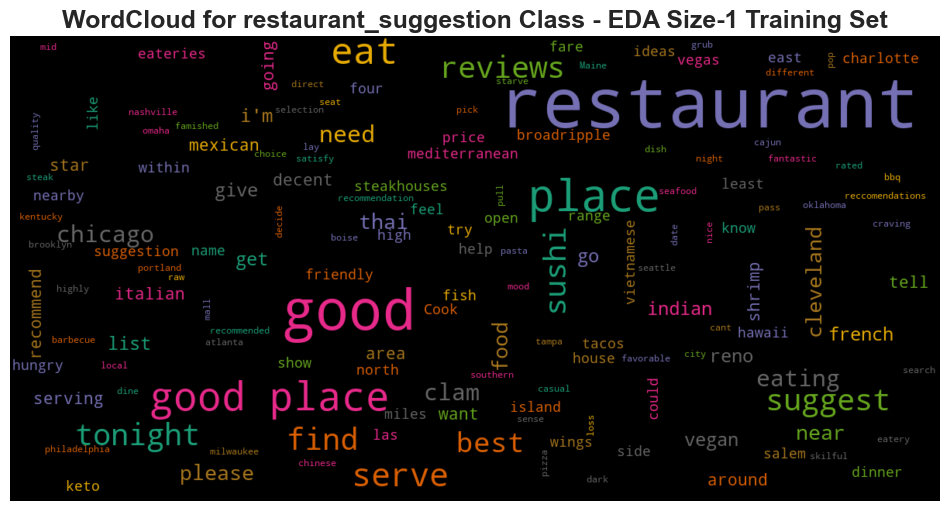 WordCloud for restaurant_suggestion Class - EDA Size-1 Training Set
mid
eateries
going
eat
reviews
fare
ideas
grub
vegas
east
different
pod
charlotte
Maine
starve
direct
four
restaurant
quality
like
nashville
omaha
famished
i'm
selection
seat
need
pick
price
broadripple
mexican
choice
lay
satisfy
mediterranean
dish
night
cajun
fantastic
rated
steak
star
within
nearby
give
decent
steakhouses
recommendation
feel
pull
open
place
range
seafood
least
bbq
reccomendations
kentucky
decide
thai
high
boise
try
know
pass
oklahoma
craving
nice
date
brooklyn
chicago
suggestion
name
get
help
pasta
sushi
go
vietnamese
seattle
portland
raw
friendly
mood
shrimp
cleveland
tell
recommend
highly
italian
mall
good
Cook
fish
indian
barbecue
list
recommended
atlanta
food
tampa
tacos
house
favorable
cant
city
hawaii
french
reno
hungry
local
show
area
north
southern
search
serving
dine
good place
clam
casual
could
eating
suggest
miles
want
island
sense
philadelphia
tonight
milwaukee
find
las
best
wings
loss
vegan
near
eatery
skilful
chinese
pizza
side
salem
keto
please
serve
dark
around
dinner